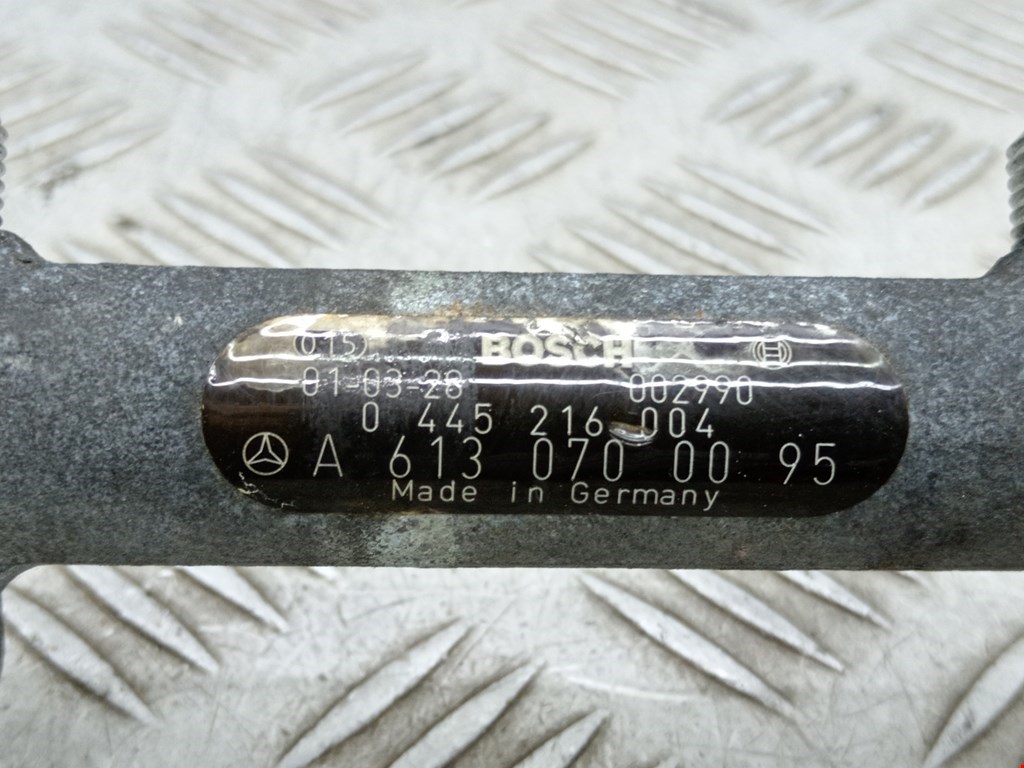 (015) BOSCH
01-03-28 002990
0 445 216 004
A 613 070 00 95
Made in Germany